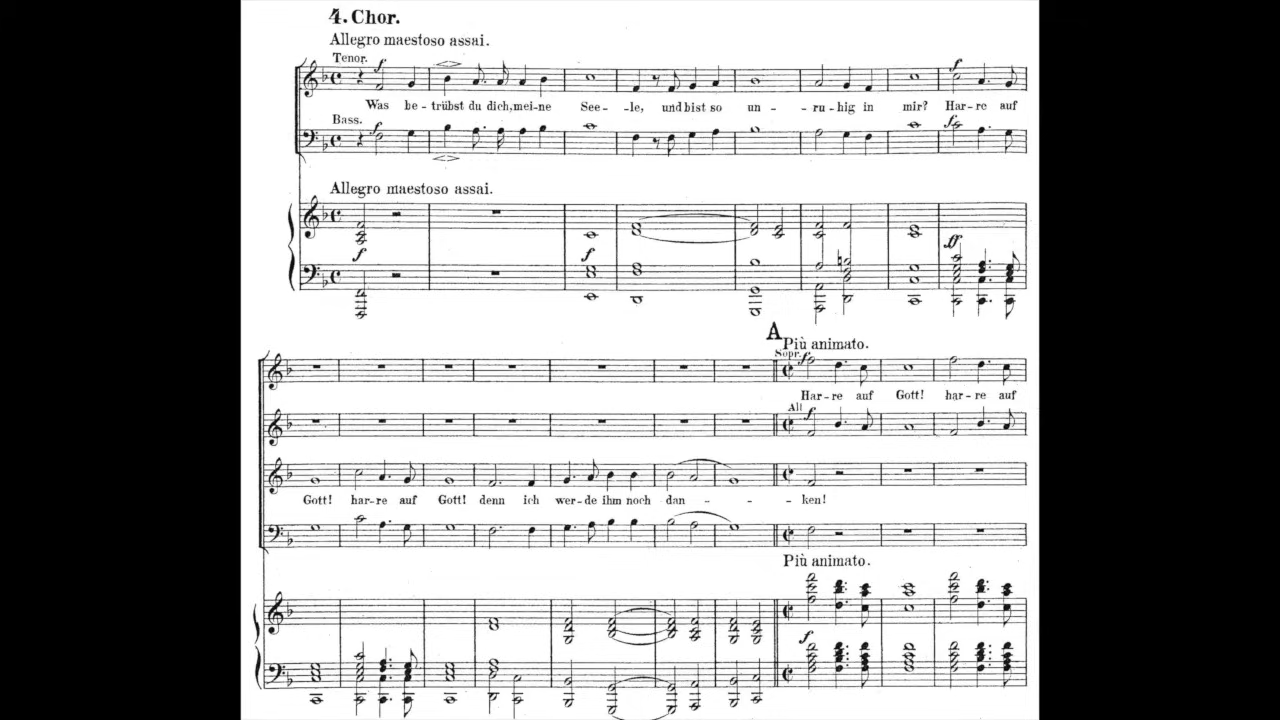 4. Chor.
Allegro maestoso assai.
Tenor.
f
Was be-trübst du dich, mei-ne See--le, und bist so un---ru-hig in mir? Har-re auf
Bass.
f
Allegro maestoso assai.
f f ff
A
Più animato.
Sopr. f
Har-re auf Gott! har-re auf
Alt f
Gott! har-re auf Gott! denn ich wer-de ihm noch dan----ken!
Più animato.
f